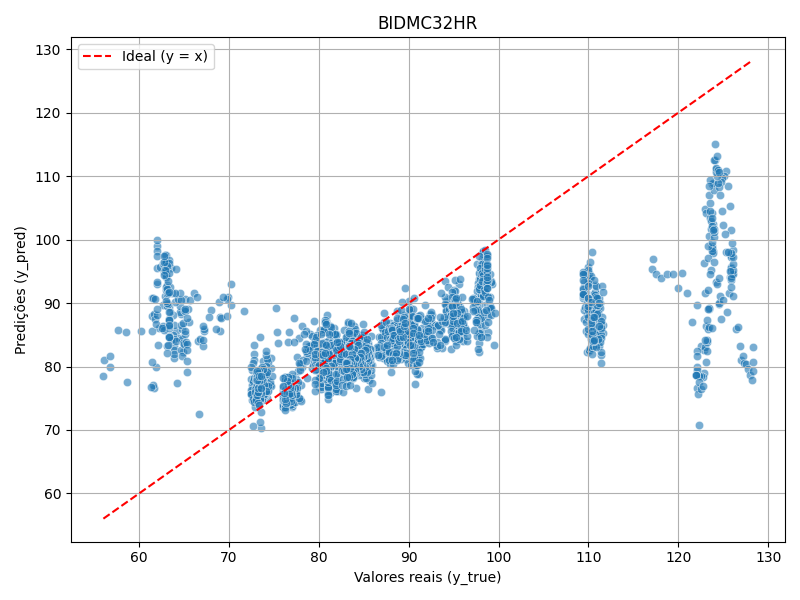 BIDMC32HR
Ideal (y = x)
Predições (y_pred)
130
120
110
100
90
80
70
60
60 70 80 90 100 110 120 130
Valores reais (y_true)